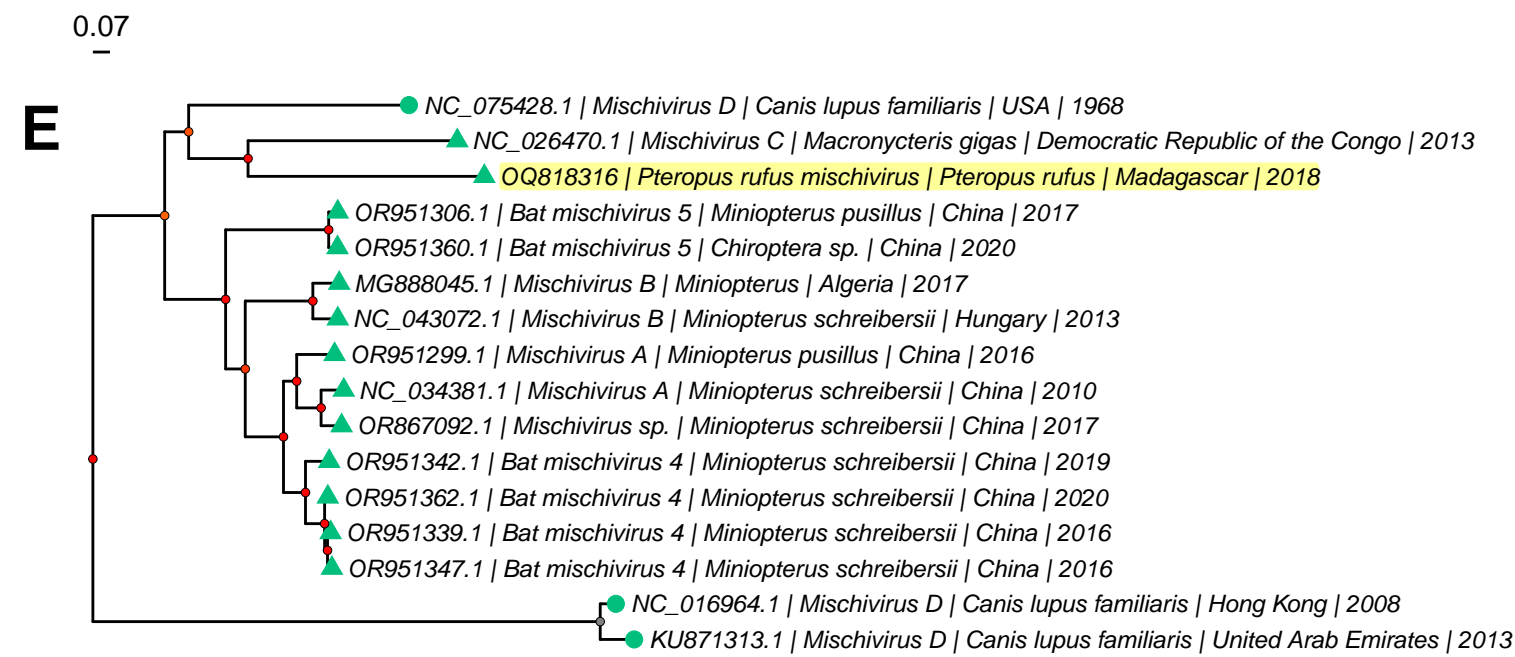 0.07
E
NC_075428.1 | Mischivirus D | Canis lupus familiaris | USA | 1968
NC_026470.1 | Mischivirus C | Macronycteris gigas | Democratic Republic of the Congo | 2013
OQ818316 | Pteropus rufus mischivirus | Pteropus rufus | Madagascar | 2018
OR951306.1 | Bat mischivirus 5 | Miniopterus pusillus | China | 2017
OR951360.1 | Bat mischivirus 5 | Chiroptera sp. | China | 2020
MG888045.1 | Mischivirus B | Miniopterus | Algeria | 2017
NC_043072.1 | Mischivirus B | Miniopterus schreibersii | Hungary | 2013
OR951299.1 | Mischivirus A | Miniopterus pusillus | China | 2016
NC_034381.1 | Mischivirus A | Miniopterus schreibersii | China | 2010
OR867092.1 | Mischivirus sp. | Miniopterus schreibersii | China | 2017
OR951342.1 | Bat mischivirus 4 | Miniopterus schreibersii | China | 2019
OR951362.1 | Bat mischivirus 4 | Miniopterus schreibersii | China | 2020
OR951339.1 | Bat mischivirus 4 | Miniopterus schreibersii | China | 2016
OR951347.1 | Bat mischivirus 4 | Miniopterus schreibersii | China | 2016
NC_016964.1 | Mischivirus D | Canis lupus familiaris | Hong Kong | 2008
KU871313.1 | Mischivirus D | Canis lupus familiaris | United Arab Emirates | 2013